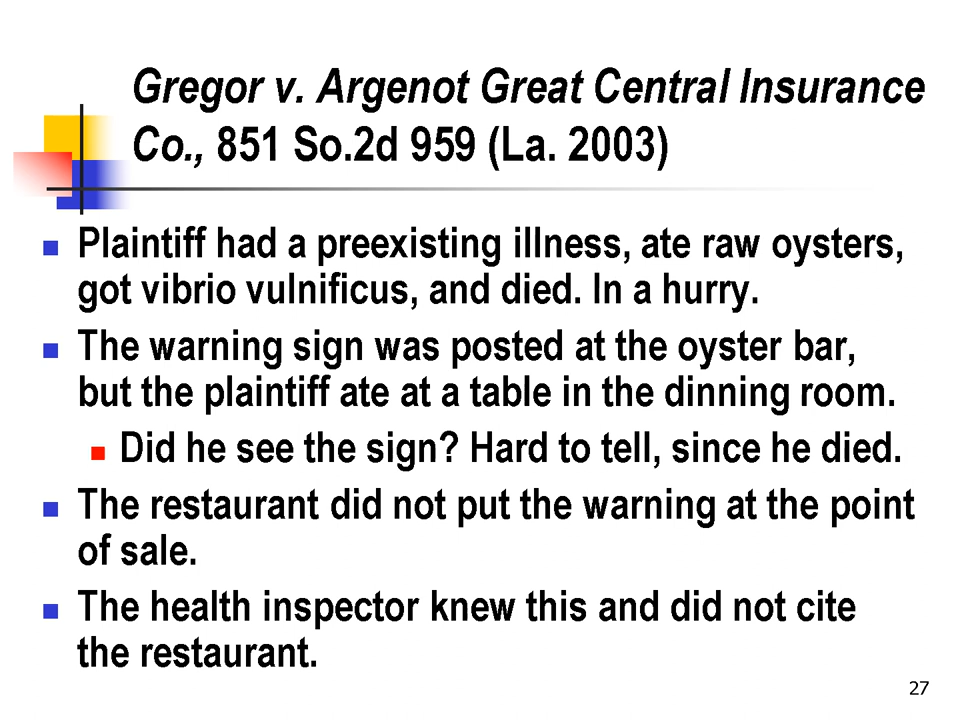 Gregor v. Argenot Great Central Insurance
Co., 851 So.2d 959 (La. 2003)
Plaintiff had a preexisting illness, ate raw oysters,
got vibrio vulnificus, and died. In a hurry.
The warning sign was posted at the oyster bar,
but the plaintiff ate at a table in the dinning room.
Did he see the sign? Hard to tell, since he died.
The restaurant did not put the warning at the point
of sale.
The health inspector knew this and did not cite
the restaurant.
27